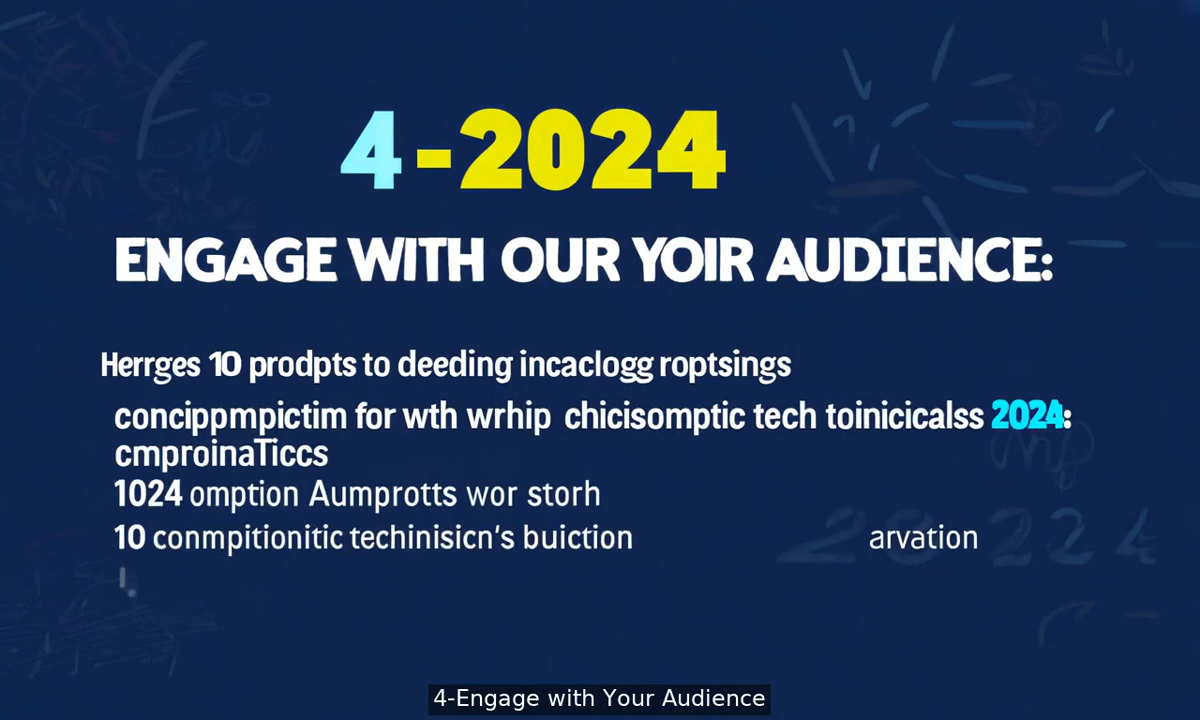 4-2024
ENGAGE WITH OUR YOIR AUDIENCE:
Herrges 10 prodpts to deeding incaclogg roptsings
concippmpictim for wth wrhip chicisomptic tech toinicicalss 2024:
cmproinaTiccs
1024 omption Aumprotts wor storh
10 conmpitionitic techinisicn's buiction arvation
4-Engage with Your Audience